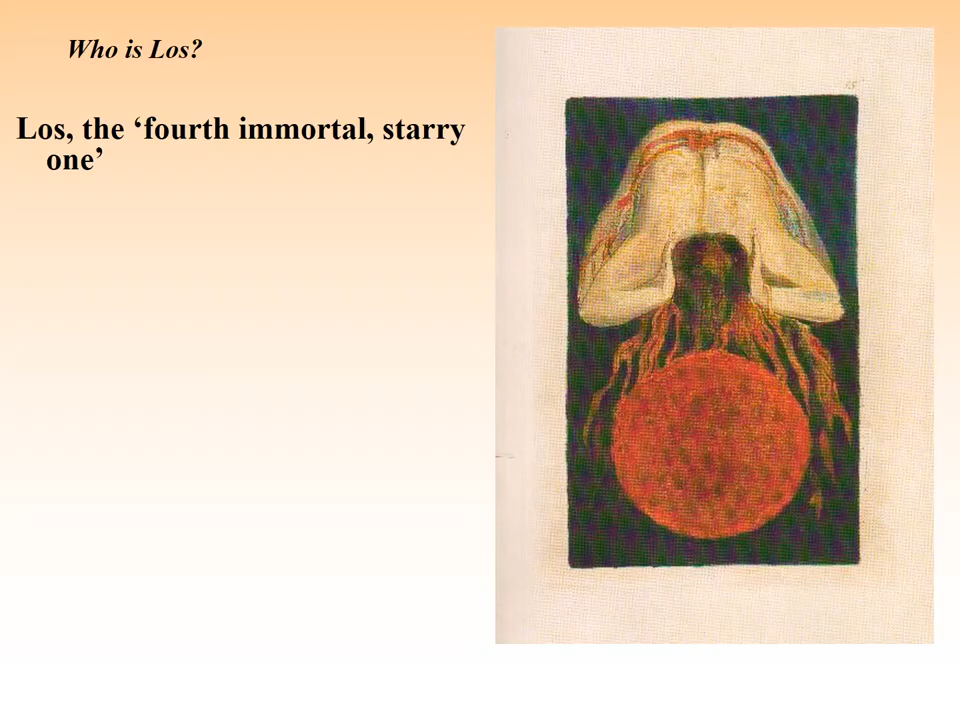 Who is Los?
Los, the ‘fourth immortal, starry
one’